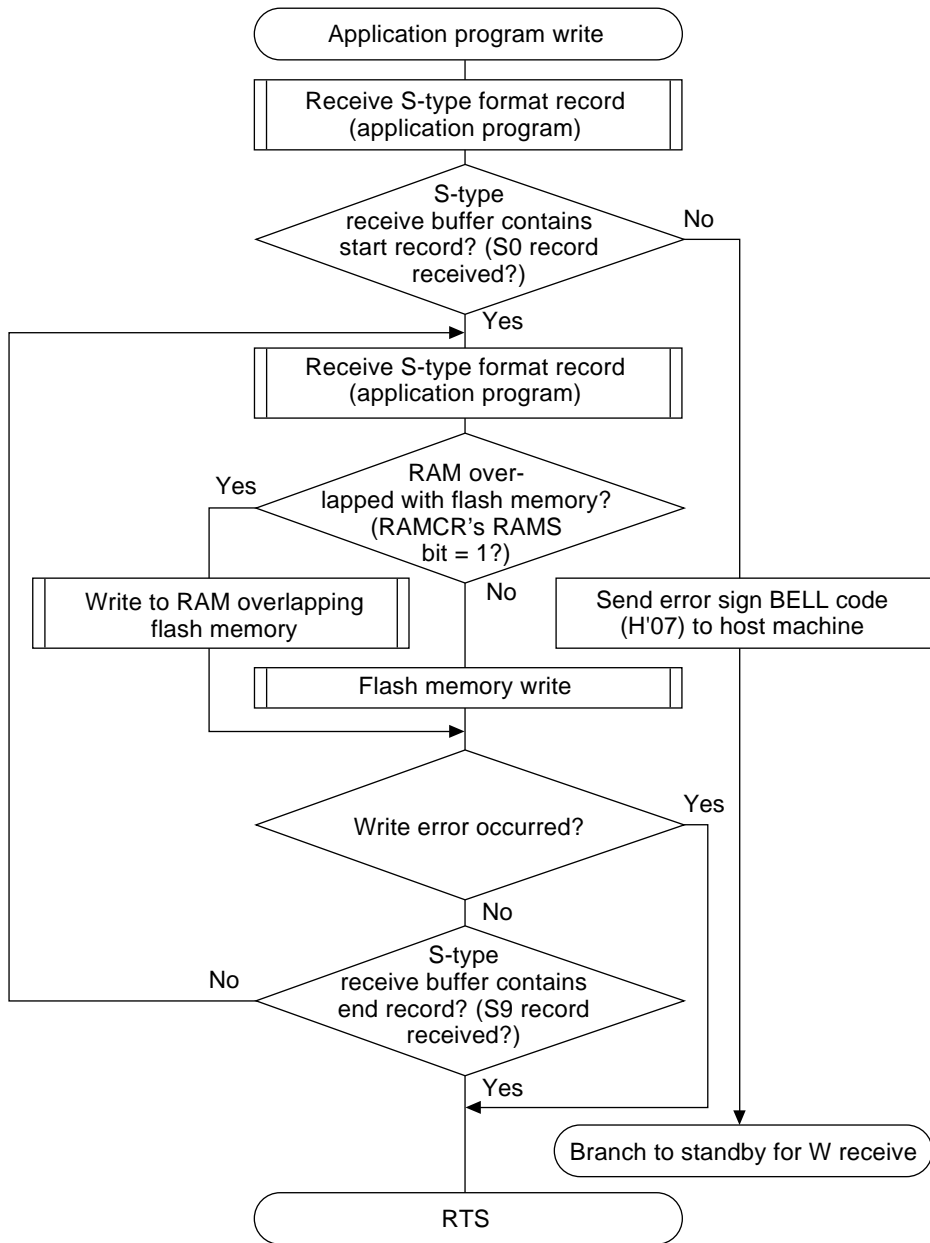 Application program write
Receive S-type format record
(application program)
S-type
receive buffer contains
start record? (S0 record
received?)
No
Yes
Receive S-type format record
(application program)
RAM over-
lapped with flash memory?
(RAMCR's RAMS
bit = 1?)
Yes
No
Write to RAM overlapping
flash memory
Send error sign BELL code
(H'07) to host machine
Flash memory write
Write error occurred?
Yes
No
S-type
receive buffer contains
end record? (S9 record
received?)
No
Yes
Branch to standby for W receive
RTS